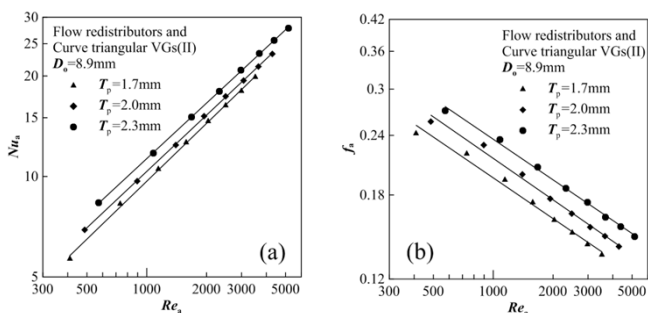 30
25
20
15
10
5
Nuₐ
Flow redistributors and
Curve triangular VGs(II)
Dₒ=8.9mm
Tₚ=1.7mm
Tₚ=2.0mm
Tₚ=2.3mm
(a)
300
1000
2000
3000
5000
Reₐ
0.42
0.36
0.3
0.24
0.18
0.12
fₐ
Flow redistributors and
Curve triangular VGs(II)
Dₒ=8.9mm
Tₚ=1.7mm
Tₚ=2.0mm
Tₚ=2.3mm
(b)
300
500
1000
2000
3000
5000
Reₐ